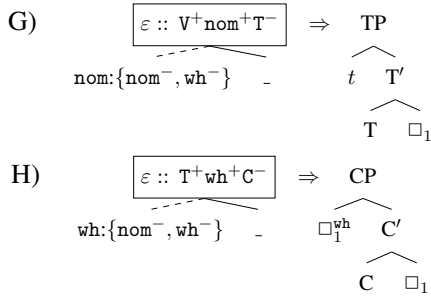 G) ε :: V⁺nom⁺T⁻ ⇒ TP
nom:{nom⁻, wh⁻} _ t T′
T □₁
H) ε :: T⁺wh⁺C⁻ ⇒ CP
wh:{nom⁻, wh⁻} _ □₁ʷʰ C′
C □₁